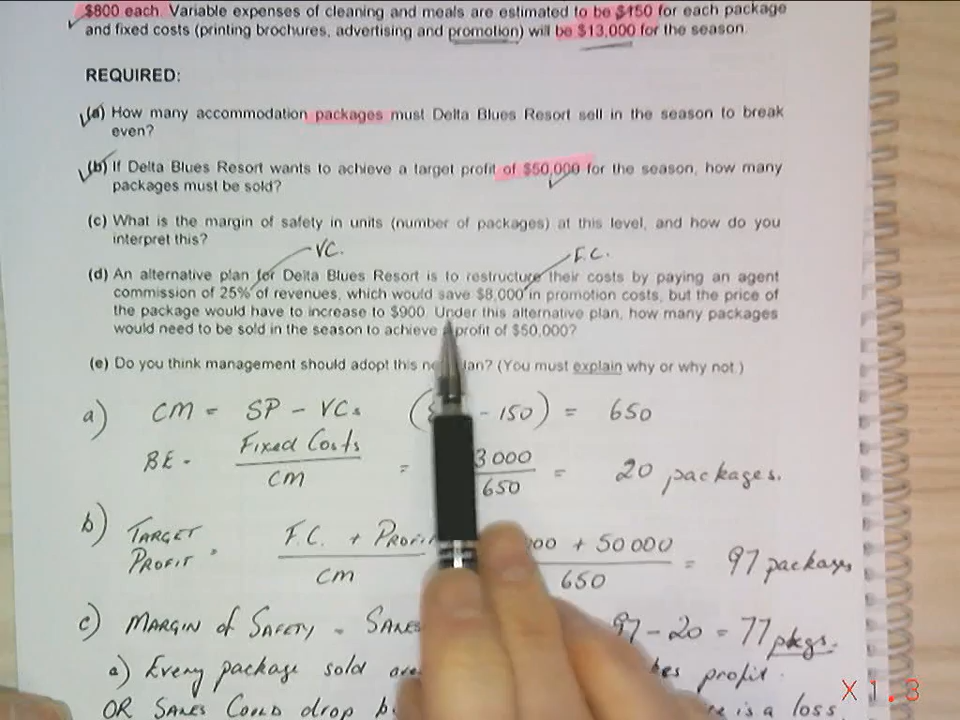 $800 each. Variable expenses of cleaning and meals are estimated to be $150 for each package
and fixed costs (printing brochures, advertising and promotion) will be $13,000 for the season.
REQUIRED:
(a) How many accommodation packages must Delta Blues Resort sell in the season to break
even?
(b) If Delta Blues Resort wants to achieve a target profit of $50,000 for the season, how many
packages must be sold?
(c) What is the margin of safety in units (number of packages) at this level, and how do you
interpret this?
VC. F.C.
(d) An alternative plan for Delta Blues Resort is to restructure their costs by paying an agent
commission of 25% of revenues, which would save $8,000 in promotion costs, but the price of
the package would have to increase to $900. Under this alternative plan, how many packages
would need to be sold in the season to achieve profit of $50,000?
(e) Do you think management should adopt this plan? (You must explain why or why not.)
a) CM = SP - VCs ( - 150) = 650
BE = Fixed Costs / CM = 3 000 / 650 = 20 packages.
b) TARGET PROFIT = F.C. + Profit / CM 000 + 50 000 / 650 = 97 packages
c) MARGIN of SAFETY = 97 - 20 = 77 pkgs.
a) Every package sold profit.
OR SALES COULD drop is a loss
X1.3